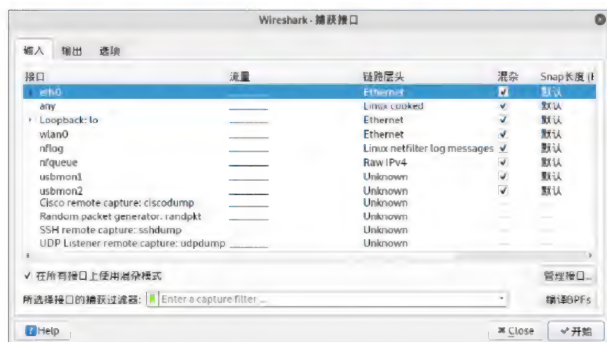 Wireshark · 捕获接口
输入 输出 选项
接口 流量 链路层头 混杂 Snap长度 (
eth0 Ethernet 默认
any Linux cooked 默认
Loopback: lo Ethernet 默认
wlan0 Ethernet 默认
nflog Linux netfilter log messages 默认
nfqueue Raw IPv4 默认
usbmon1 Unknown 默认
usbmon2 Unknown 默认
Cisco remote capture: ciscodump Unknown
Random packet generator: randpkt Unknown
SSH remote capture: sshdump Unknown
UDP Listener remote capture: udpdump Unknown
在所有接口上使用混杂模式 管理接口...
所选择接口的捕获过滤器: Enter a capture filter ... 编译BPFs
Help Close 开始